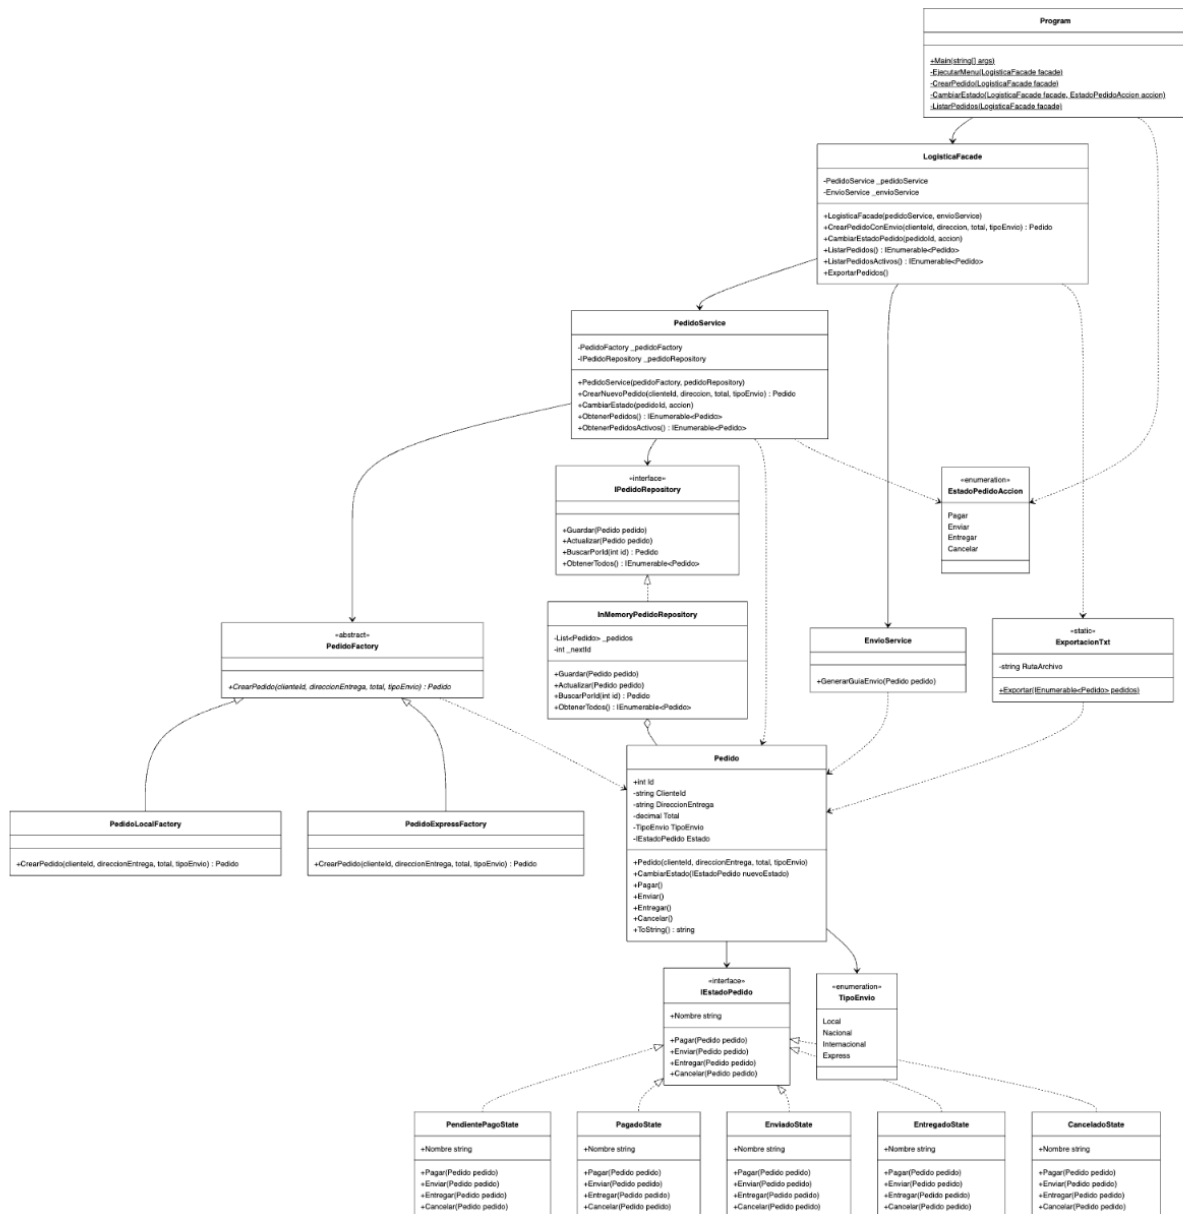 Program
+Main(string[] args)
-EjecutarMenu(LogisticaFacade facade)
-CrearPedido(LogisticaFacade facade)
-CambiarEstado(LogisticaFacade facade, EstadoPedidoAccion accion)
-ListarPedidos(LogisticaFacade facade)
LogisticaFacade
-PedidoService _pedidoService
-EnvioService _envioService
+LogisticaFacade(pedidoService, envioService)
+CrearPedidoConEnvio(clienteId, direccion, total, tipoEnvio) : Pedido
+CambiarEstadoPedido(pedidoId, accion)
+ListarPedidos() : IEnumerable<Pedido>
+ListarPedidosActivos() : IEnumerable<Pedido>
+ExportarPedidos()
PedidoService
-PedidoFactory _pedidoFactory
-IPedidoRepository _pedidoRepository
+PedidoService(pedidoFactory, pedidoRepository)
+CrearNuevoPedido(clienteId, direccion, total, tipoEnvio) : Pedido
+CambiarEstado(pedidoId, accion)
+ObtenerPedidos() : IEnumerable<Pedido>
+ObtenerPedidosActivos() : IEnumerable<Pedido>
«interface»
IPedidoRepository
+Guardar(Pedido pedido)
+Actualizar(Pedido pedido)
+BuscarPorId(int id) : Pedido
+ObtenerTodos() : IEnumerable<Pedido>
«enumeration»
EstadoPedidoAccion
Pagar
Enviar
Entregar
Cancelar
«abstract»
PedidoFactory
+CrearPedido(clienteId, direccionEntrega, total, tipoEnvio) : Pedido
InMemoryPedidoRepository
-List<Pedido> _pedidos
-int _nextId
+Guardar(Pedido pedido)
+Actualizar(Pedido pedido)
+BuscarPorId(int id) : Pedido
+ObtenerTodos() : IEnumerable<Pedido>
EnvioService
+GenerarGuiaEnvio(Pedido pedido)
«static»
ExportacionTxt
-string RutaArchivo
+Exportar(IEnumerable<Pedido> pedidos)
PedidoLocalFactory
+CrearPedido(clienteId, direccionEntrega, total, tipoEnvio) : Pedido
PedidoExpressFactory
+CrearPedido(clienteId, direccionEntrega, total, tipoEnvio) : Pedido
Pedido
+int Id
-string ClienteId
-string DireccionEntrega
-decimal Total
-TipoEnvio TipoEnvio
-IEstadoPedido Estado
+Pedido(clienteId, direccionEntrega, total, tipoEnvio)
+CambiarEstado(IEstadoPedido nuevoEstado)
+Pagar()
+Enviar()
+Entregar()
+Cancelar()
+ToString() : string
«interface»
IEstadoPedido
+Nombre string
+Pagar(Pedido pedido)
+Enviar(Pedido pedido)
+Entregar(Pedido pedido)
+Cancelar(Pedido pedido)
«enumeration»
TipoEnvio
Local
Nacional
Internacional
Express
PendientePagoState
+Nombre string
+Pagar(Pedido pedido)
+Enviar(Pedido pedido)
+Entregar(Pedido pedido)
+Cancelar(Pedido pedido)
PagadoState
+Nombre string
+Pagar(Pedido pedido)
+Enviar(Pedido pedido)
+Entregar(Pedido pedido)
+Cancelar(Pedido pedido)
EnviadoState
+Nombre string
+Pagar(Pedido pedido)
+Enviar(Pedido pedido)
+Entregar(Pedido pedido)
+Cancelar(Pedido pedido)
EntregadoState
+Nombre string
+Pagar(Pedido pedido)
+Enviar(Pedido pedido)
+Entregar(Pedido pedido)
+Cancelar(Pedido pedido)
CanceladoState
+Nombre string
+Pagar(Pedido pedido)
+Enviar(Pedido pedido)
+Entregar(Pedido pedido)
+Cancelar(Pedido pedido)